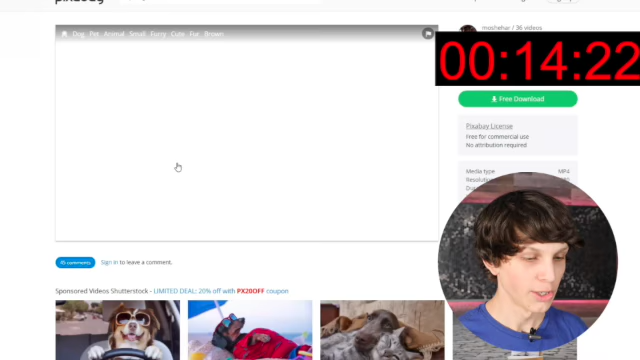 pixabay
Dog Pet Animal Small Furry Cute Fur Brown
/ 36 videos
00:14:22
Free Download
Pixabay License
Free for commercial use
No attribution required
Media type MP4
45 comments
Sign in to leave a comment.
Sponsored Videos Shutterstock - LIMITED DEAL: 20% off with PX20OFF coupon